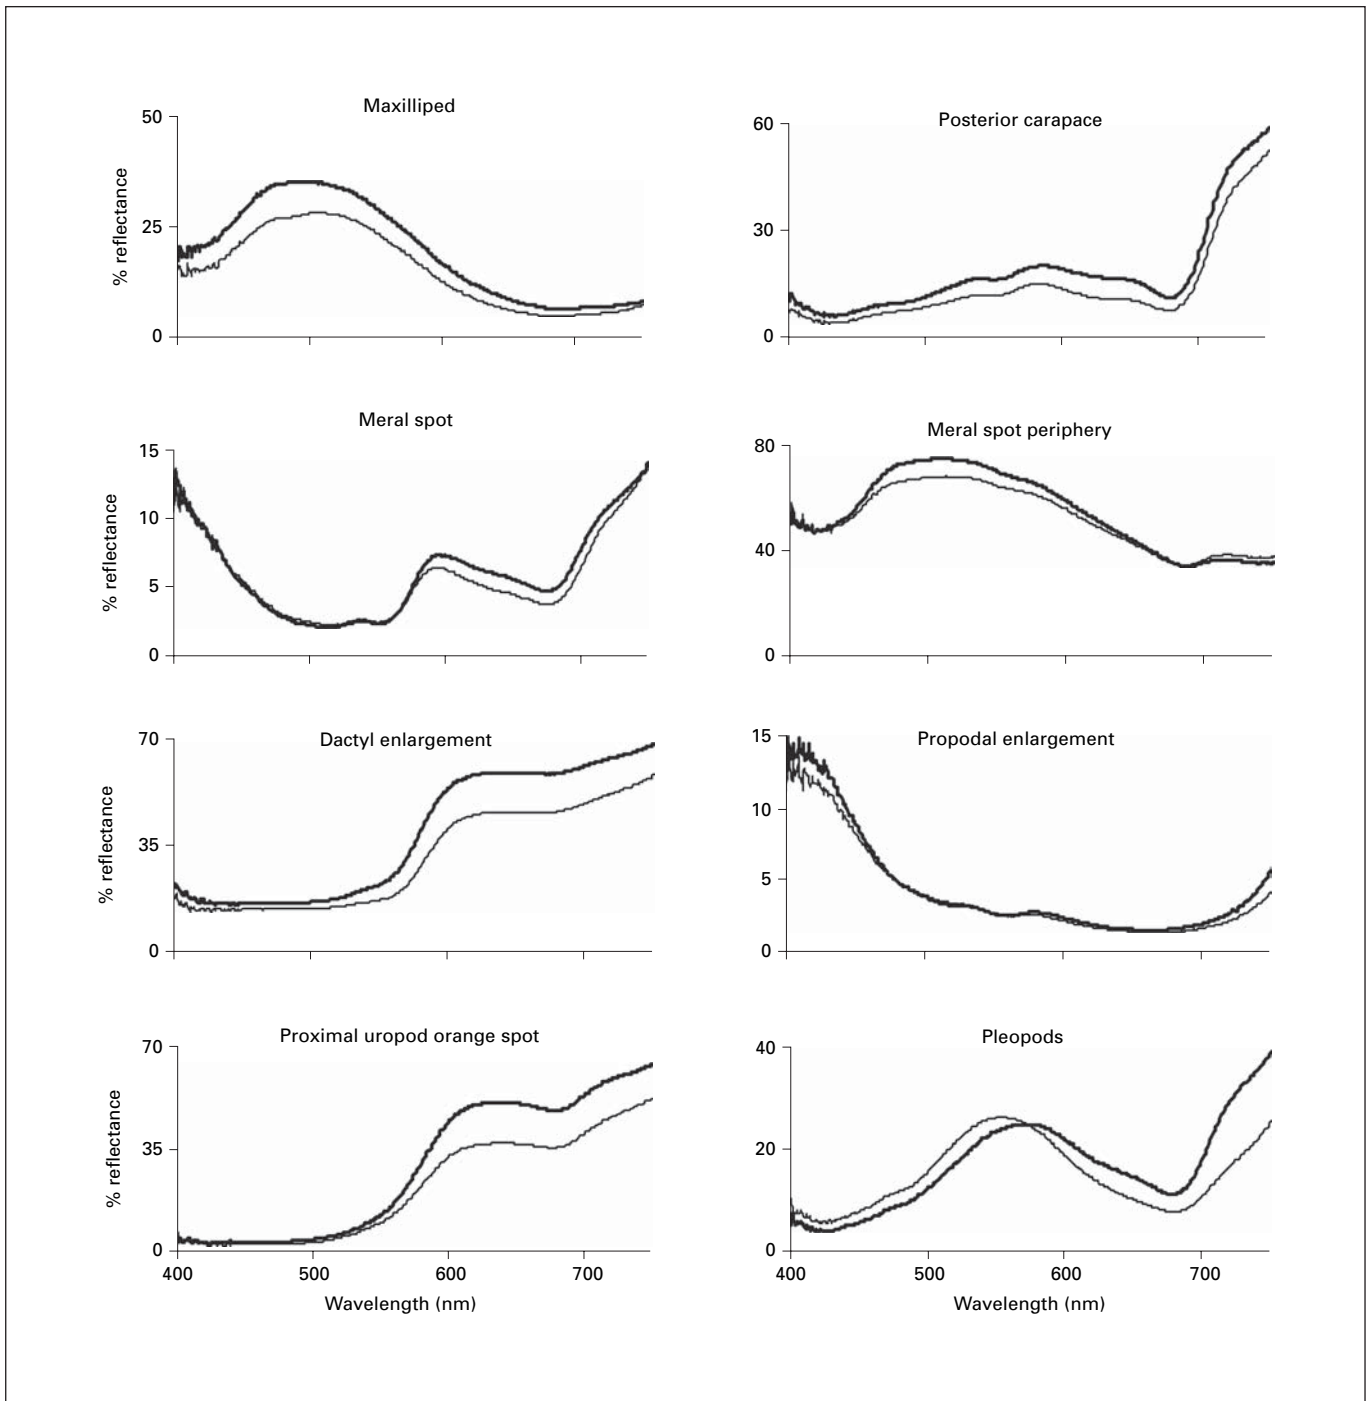 Maxilliped
50
25
0
% reflectance
Posterior carapace
60
30
0
Meral spot
15
10
5
0
% reflectance
Meral spot periphery
80
40
0
Dactyl enlargement
70
35
0
% reflectance
Propodal enlargement
15
10
5
0
Proximal uropod orange spot
70
35
0
% reflectance
400 500 600 700
Wavelength (nm)
Pleopods
40
20
0
400 500 600 700
Wavelength (nm)